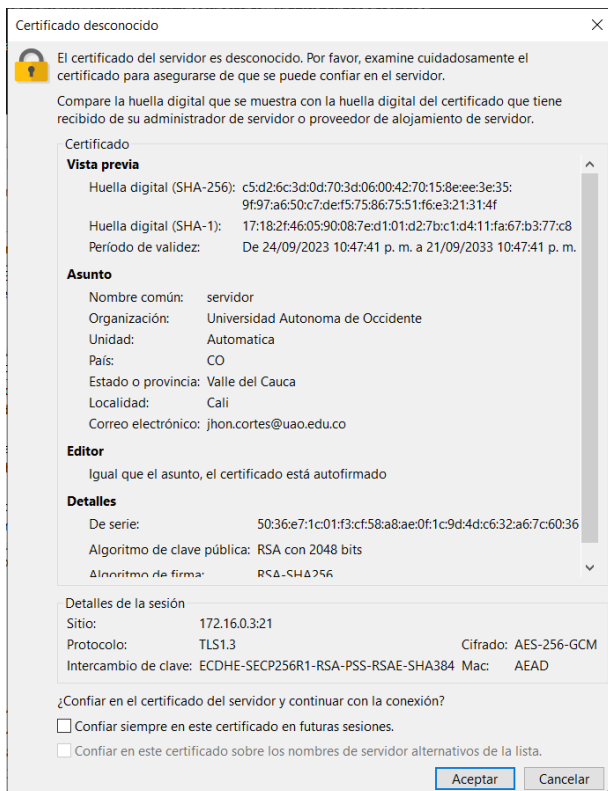 Certificado desconocido
El certificado del servidor es desconocido. Por favor, examine cuidadosamente el
certificado para asegurarse de que se puede confiar en el servidor.
Compare la huella digital que se muestra con la huella digital del certificado que tiene
recibido de su administrador de servidor o proveedor de alojamiento de servidor.
Certificado
Vista previa
Huella digital (SHA-256): c5:d2:6c:3d:0d:70:3d:06:00:42:70:15:8e:ee:3e:35:
9f:97:a6:50:c7:de:f5:75:86:75:51:f6:e3:21:31:4f
Huella digital (SHA-1): 17:18:2f:46:05:90:08:7e:d1:01:d2:7b:c1:d4:11:fa:67:b3:77:c8
Período de validez: De 24/09/2023 10:47:41 p. m. a 21/09/2033 10:47:41 p. m.
Asunto
Nombre común: servidor
Organización: Universidad Autonoma de Occidente
Unidad: Automatica
País: CO
Estado o provincia: Valle del Cauca
Localidad: Cali
Correo electrónico: jhon.cortes@uao.edu.co
Editor
Igual que el asunto, el certificado está autofirmado
Detalles
De serie: 50:36:e7:1c:01:f3:cf:58:a8:ae:0f:1c:9d:4d:c6:32:a6:7c:60:36
Algoritmo de clave pública: RSA con 2048 bits
Algoritmo de firma: RSA-SHA256
Detalles de la sesión
Sitio: 172.16.0.3:21
Protocolo: TLS1.3 Cifrado: AES-256-GCM
Intercambio de clave: ECDHE-SECP256R1-RSA-PSS-RSAE-SHA384 Mac: AEAD
¿Confiar en el certificado del servidor y continuar con la conexión?
Confiar siempre en este certificado en futuras sesiones.
Confiar en este certificado sobre los nombres de servidor alternativos de la lista.
Aceptar Cancelar